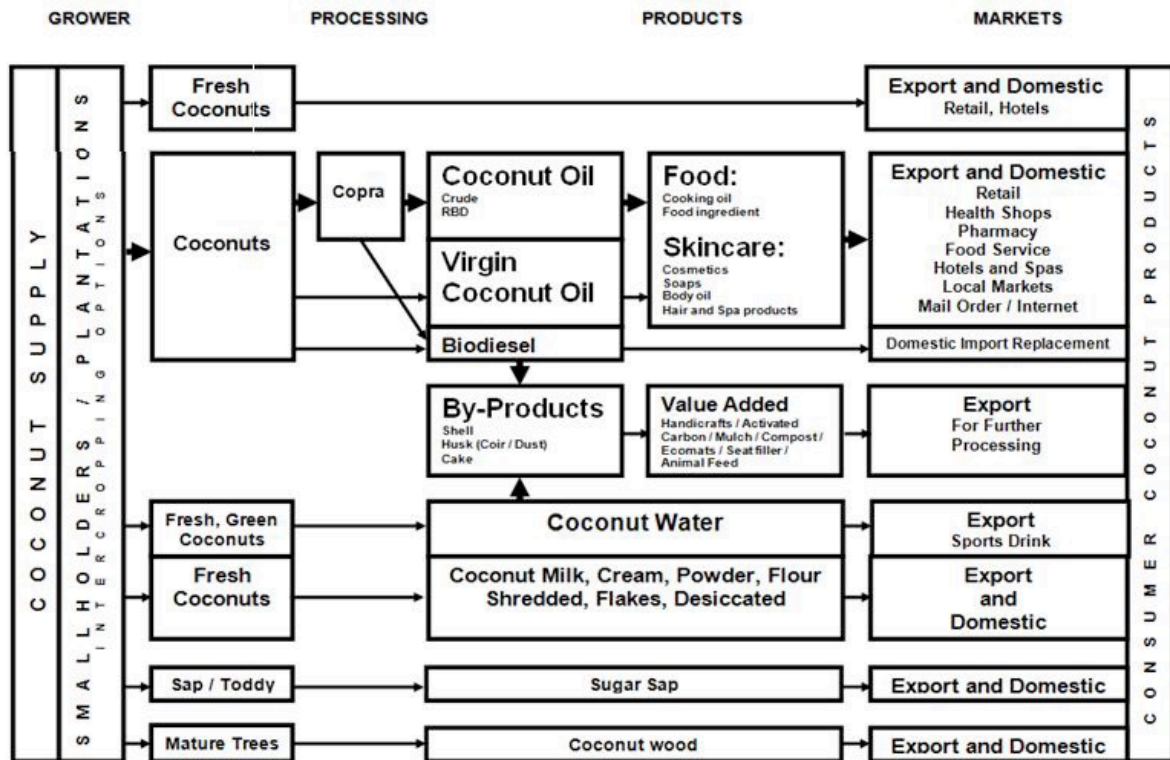 GROWER PROCESSING PRODUCTS MARKETS
COCONUT SUPPLY
SMALLHOLDERS / PLANTATIONS
INTERCROPPING OPTIONS
Fresh
Coconuts
Export and Domestic
Retail, Hotels
Coconuts
Copra
Coconut Oil
Crude
RBD
Virgin
Coconut Oil
Biodiesel
Food:
Cooking oil
Food ingredient
Skincare:
Cosmetics
Soaps
Body oil
Hair and Spa products
Export and Domestic
Retail
Health Shops
Pharmacy
Food Service
Hotels and Spas
Local Markets
Mail Order / Internet
Domestic Import Replacement
By-Products
Shell
Husk (Coir / Dust)
Cake
Value Added
Handicrafts / Activated
Carbon / Mulch / Compost /
Ecomats / Seat filler /
Animal Feed
Export
For Further
Processing
Fresh, Green
Coconuts
Coconut Water
Export
Sports Drink
Fresh
Coconuts
Coconut Milk, Cream, Powder, Flour
Shredded, Flakes, Desiccated
Export
and
Domestic
Sap / Toddy
Sugar Sap
Export and Domestic
Mature Trees
Coconut wood
Export and Domestic
CONSUMER COCONUT PRODUCTS